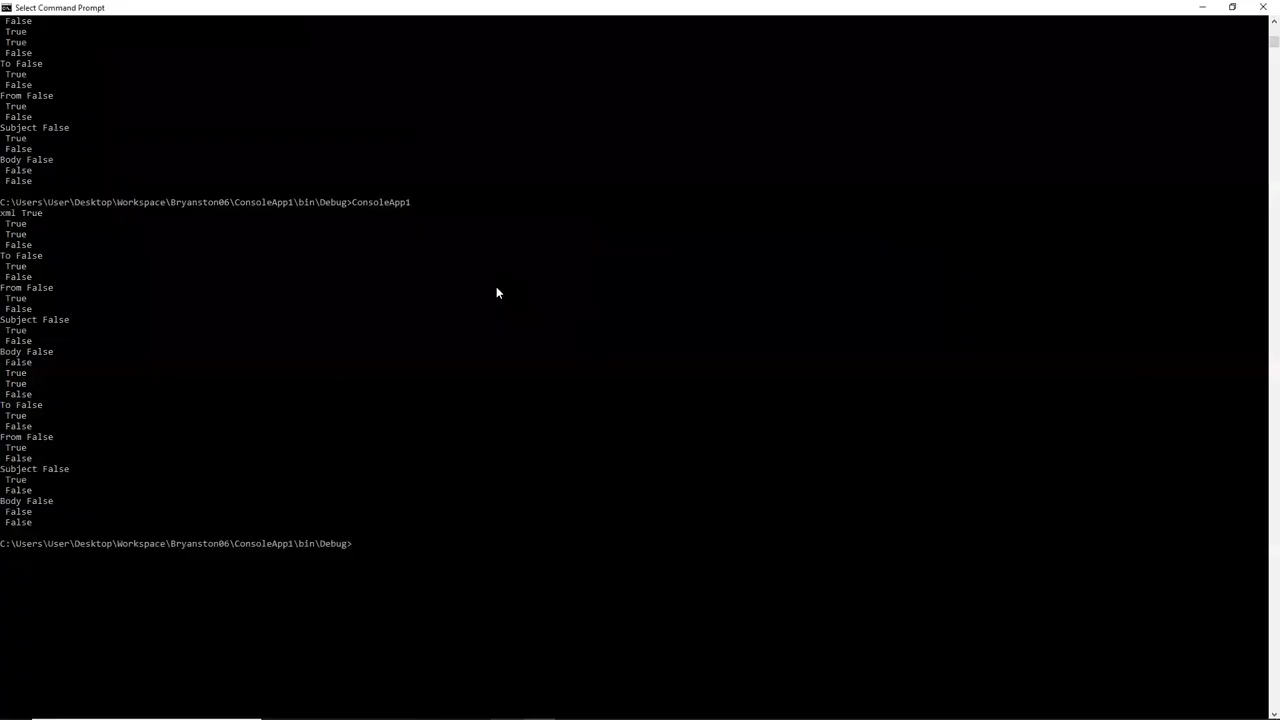 Select Command Prompt
False
True
True
False
To False
True
False
From False
True
False
Subject False
True
False
Body False
False
False
C:\Users\User\Desktop\Workspace\Bryanston06\ConsoleApp1\bin\Debug>ConsoleApp1
xml True
True
True
False
To False
True
False
From False
True
False
Subject False
True
False
Body False
False
True
True
False
To False
True
False
From False
True
False
Subject False
True
False
Body False
False
False
C:\Users\User\Desktop\Workspace\Bryanston06\ConsoleApp1\bin\Debug>